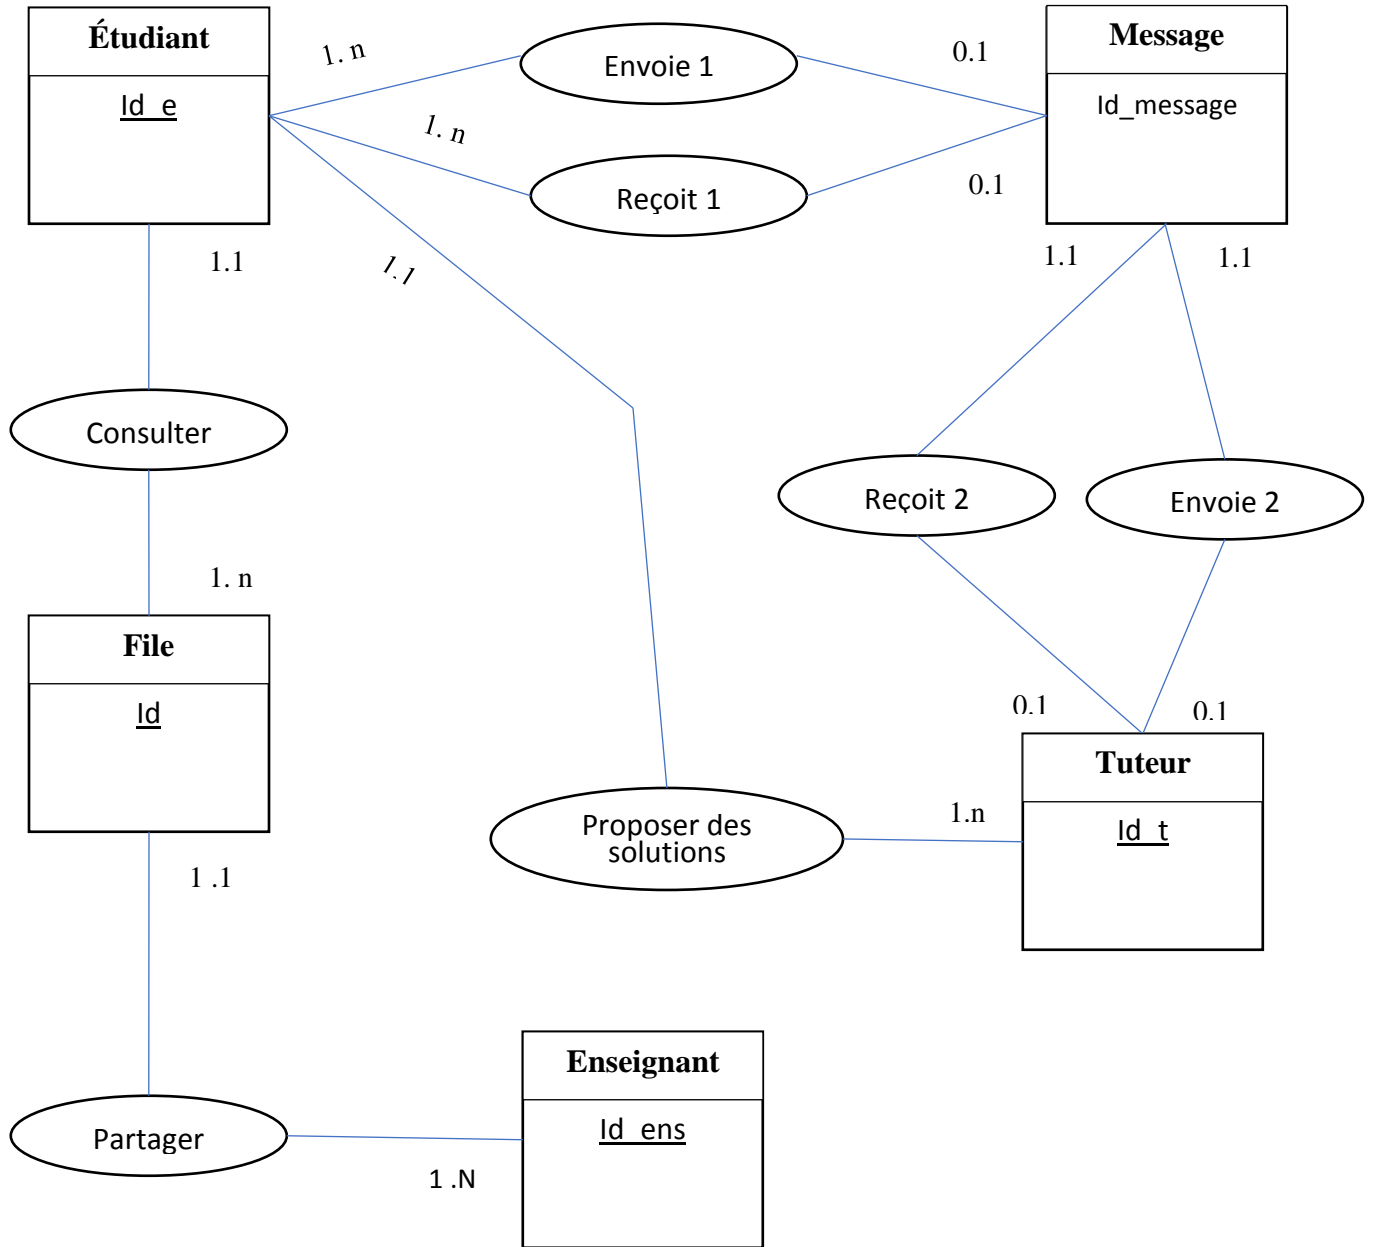 Étudiant
Id_e
1. n
Envoie 1
0.1
Message
Id_message
1. n
Reçoit 1
0.1
1.1
1.1
1.1
1.1
Consulter
Reçoit 2
Envoie 2
1. n
File
Id
0.1
0.1
Tuteur
Id_t
Proposer des
solutions
1.n
1 .1
Enseignant
Id_ens
Partager
1 .N